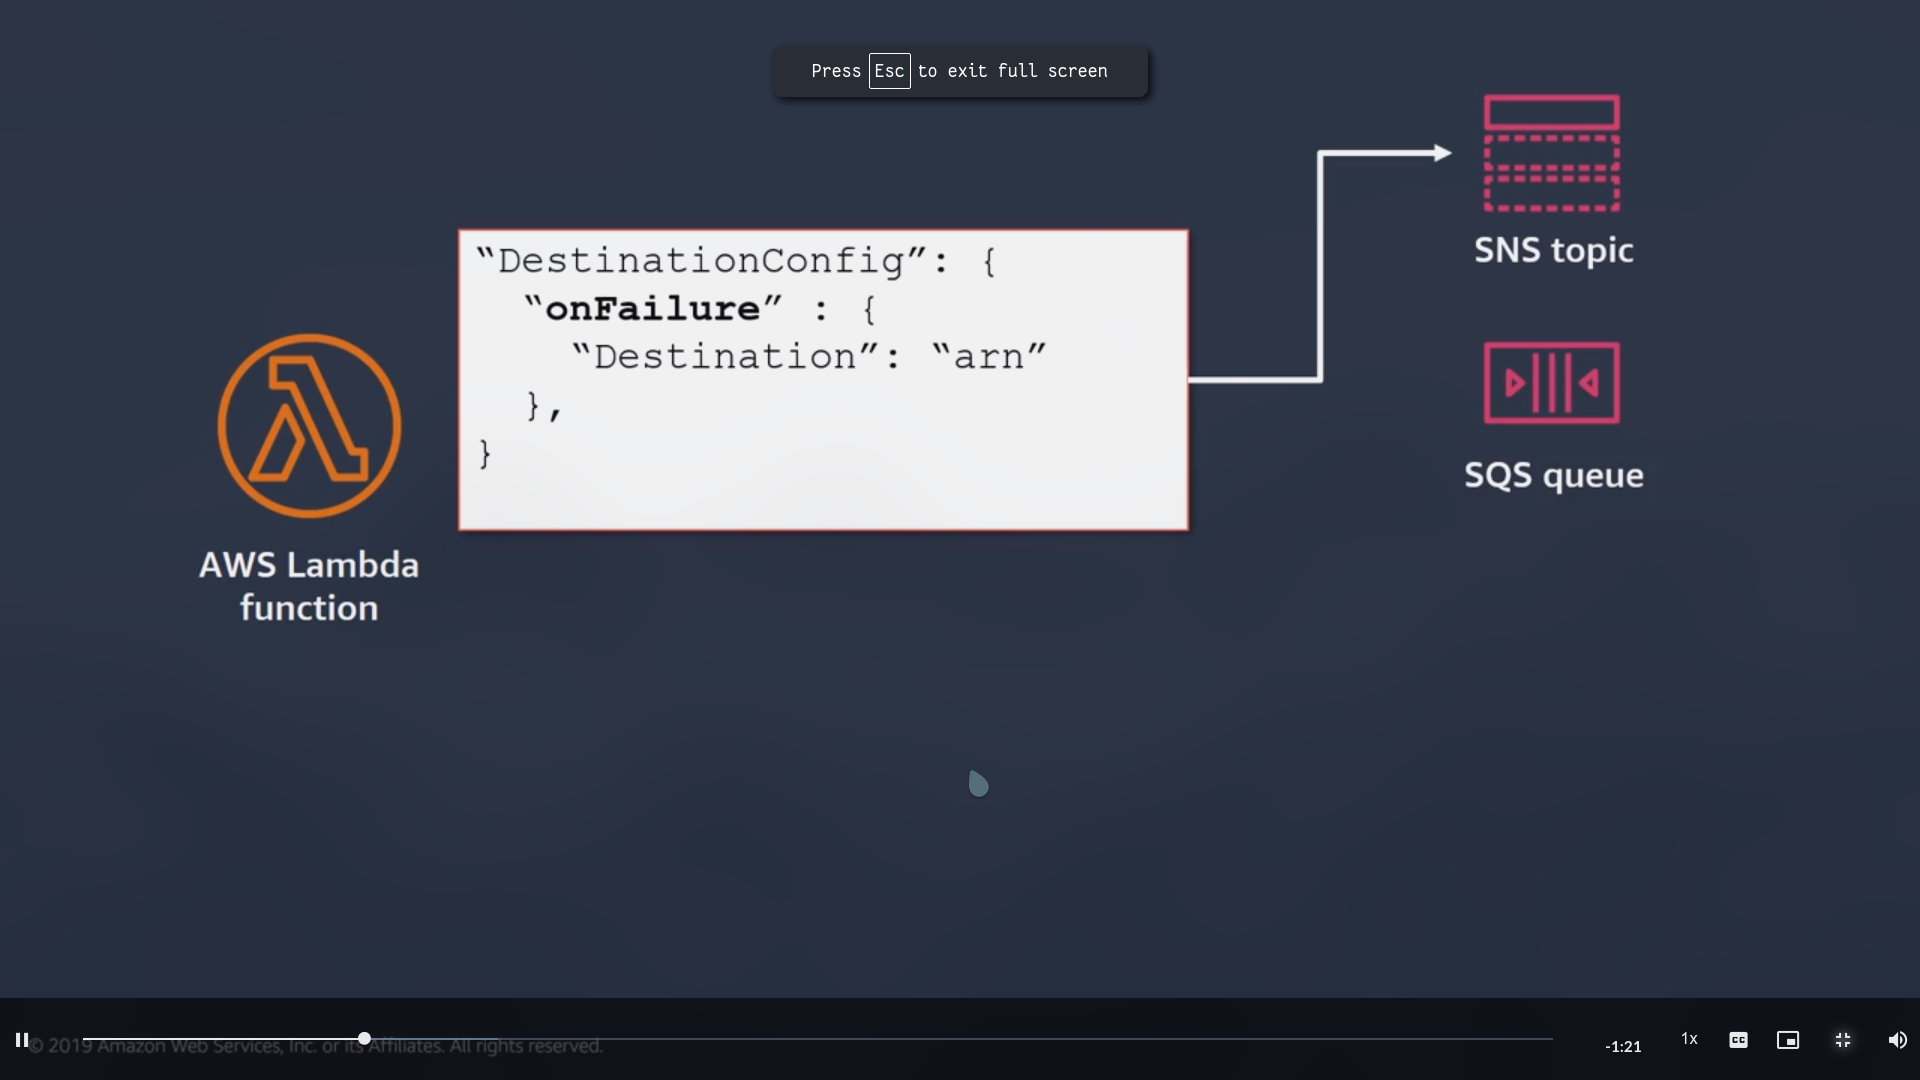 Press Esc to exit full screen
SNS topic
“DestinationConfig”: {
“onFailure” : {
“Destination”: “arn”
},
}
SQS queue
AWS Lambda
function
© 2019 Amazon Web Services, Inc. or its Affiliates. All rights reserved.
-1:21
1x
CC